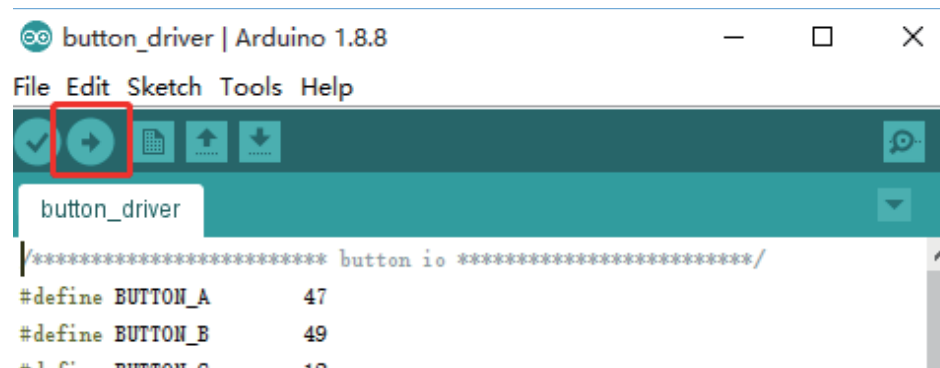 button_driver | Arduino 1.8.8
File Edit Sketch Tools Help
button_driver
/************************* button io *************************/
#define BUTTON_A 47
#define BUTTON_B 49